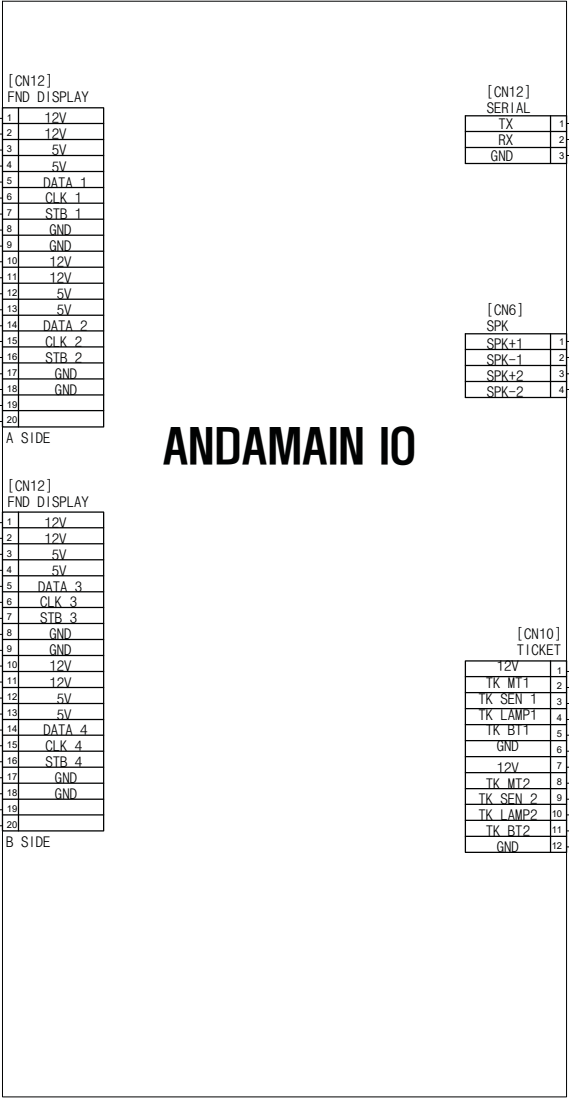 [CN12]
FND DISPLAY
1 12V
2 12V
3 5V
4 5V
5 DATA 1
6 CLK 1
7 STB 1
8 GND
9 GND
10 12V
11 12V
12 5V
13 5V
14 DATA 2
15 CLK 2
16 STB 2
17 GND
18 GND
19
20
A SIDE
[CN12]
FND DISPLAY
1 12V
2 12V
3 5V
4 5V
5 DATA 3
6 CLK 3
7 STB 3
8 GND
9 GND
10 12V
11 12V
12 5V
13 5V
14 DATA 4
15 CLK 4
16 STB 4
17 GND
18 GND
19
20
B SIDE
ANDAMAIN IO
[CN12]
SERIAL
TX 1
RX 2
GND 3
[CN6]
SPK
SPK+1 1
SPK-1 2
SPK+2 3
SPK-2 4
[CN10]
TICKET
12V 1
TK MT1 2
TK SEN 1 3
TK LAMP1 4
TK BT1 5
GND 6
12V 7
TK MT2 8
TK SEN 2 9
TK LAMP2 10
TK BT2 11
GND 12